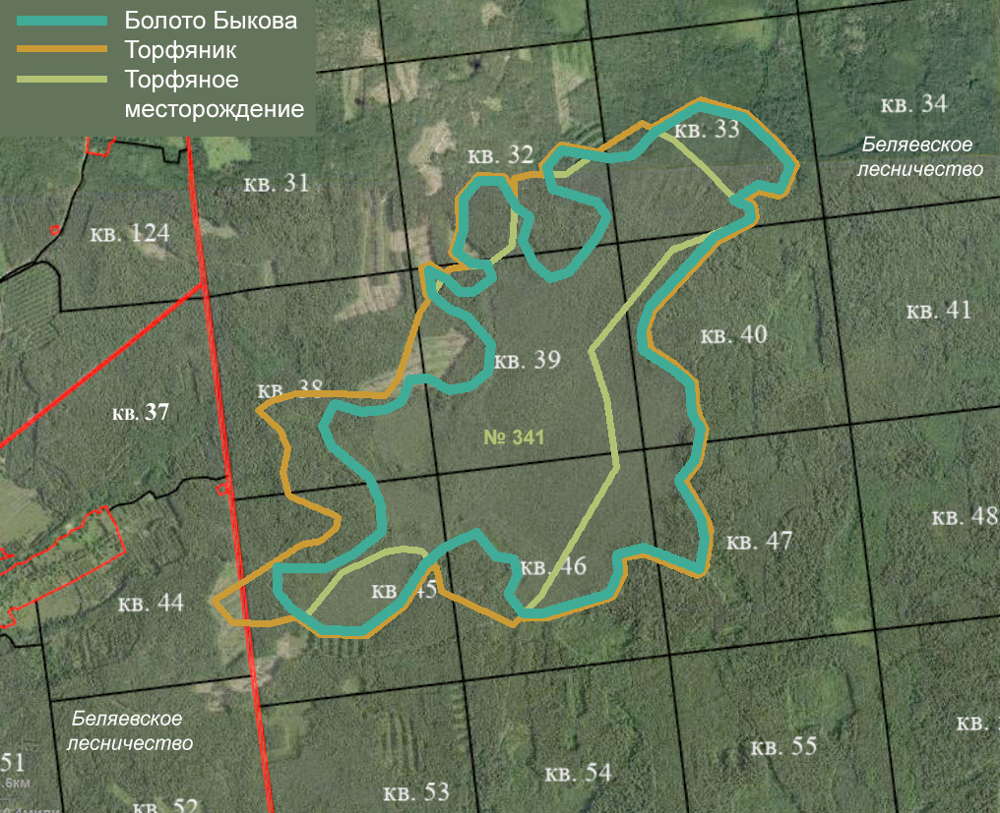 Болото Быкова
Торфяник
Торфяное
месторождение
кв. 34
кв. 33
Беляевское
лесничество
кв. 32
кв. 31
кв. 124
кв. 41
кв. 40
кв. 39
кв. 38
кв. 37
№ 341
кв. 48
кв. 47
кв. 46
кв. 45
кв. 44
Беляевское
лесничество
кв.
кв. 55
51
кв. 54
.6км
кв. 53
кв. 52